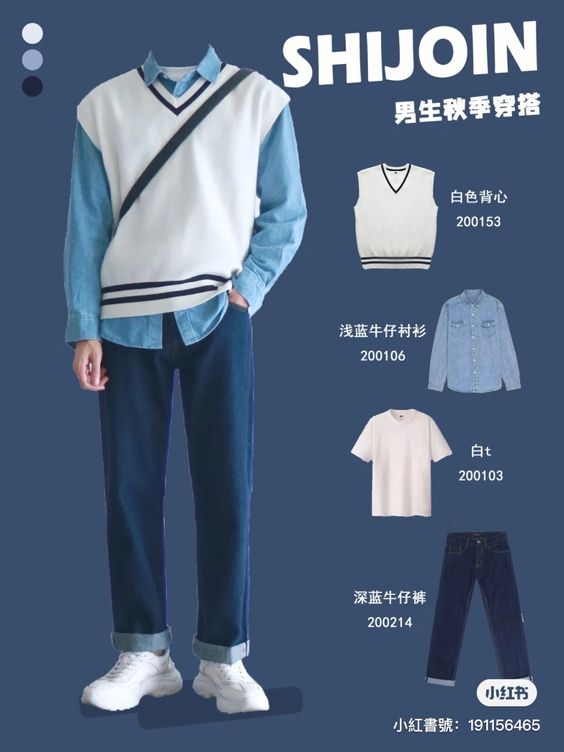 SHIJOIN
男生秋季穿搭
白色背心
200153
浅蓝牛仔衬衫
200106
白t
200103
深蓝牛仔裤
200214
小红书
小紅書號：191156465